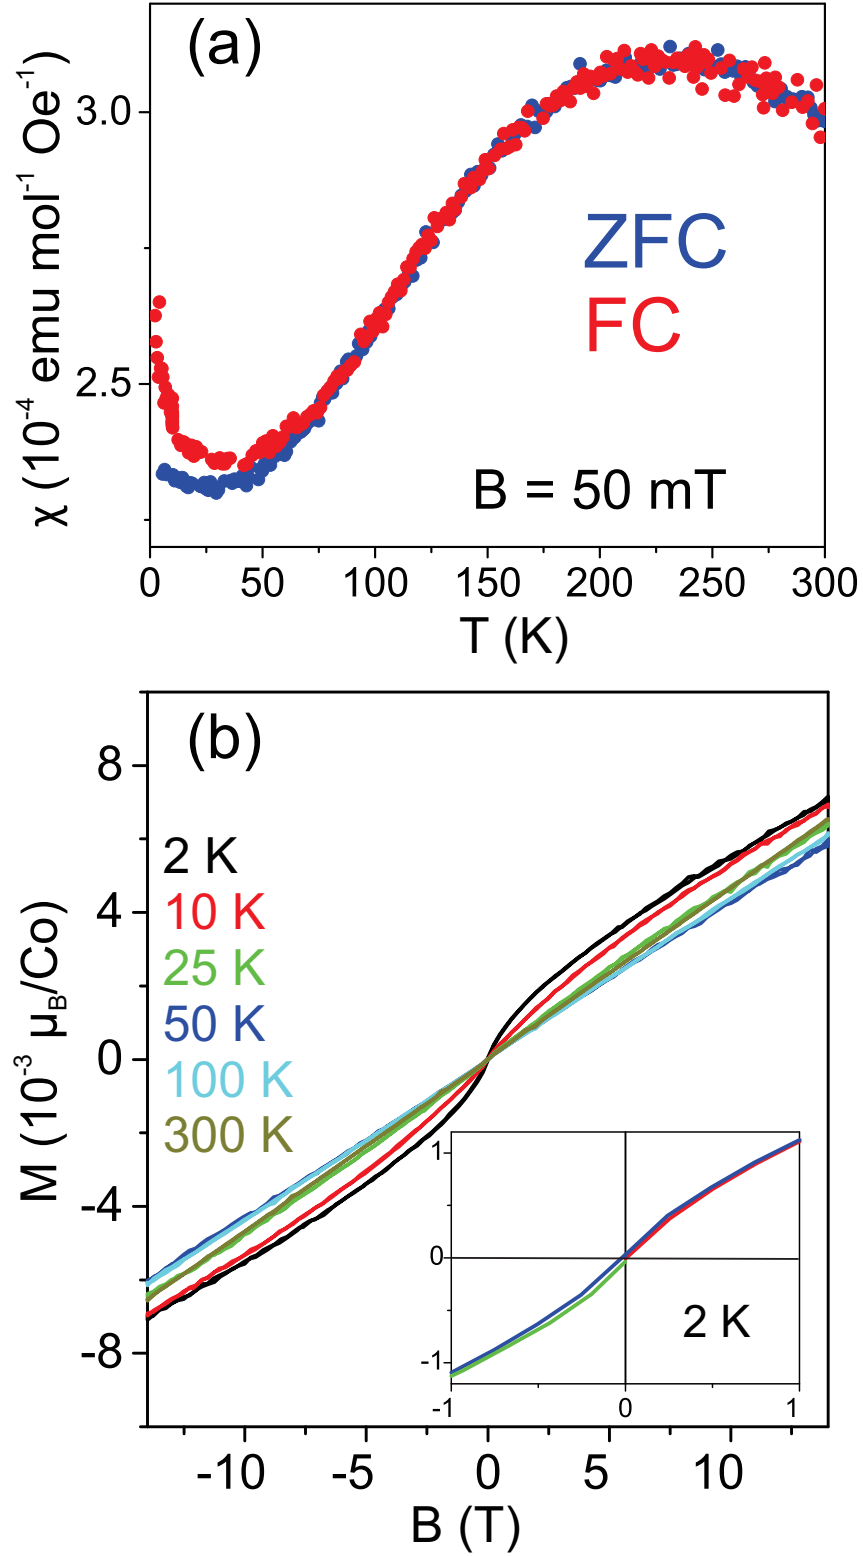 (a)
χ (10⁻⁴ emu mol⁻¹ Oe⁻¹)
3.0
2.5
ZFC
FC
B = 50 mT
0 50 100 150 200 250 300
T (K)
(b)
M (10⁻³ μ_B/Co)
8
4
0
-4
-8
2 K
10 K
25 K
50 K
100 K
300 K
1
0
-1
2 K
-1 0 1
-10 -5 0 5 10
B (T)